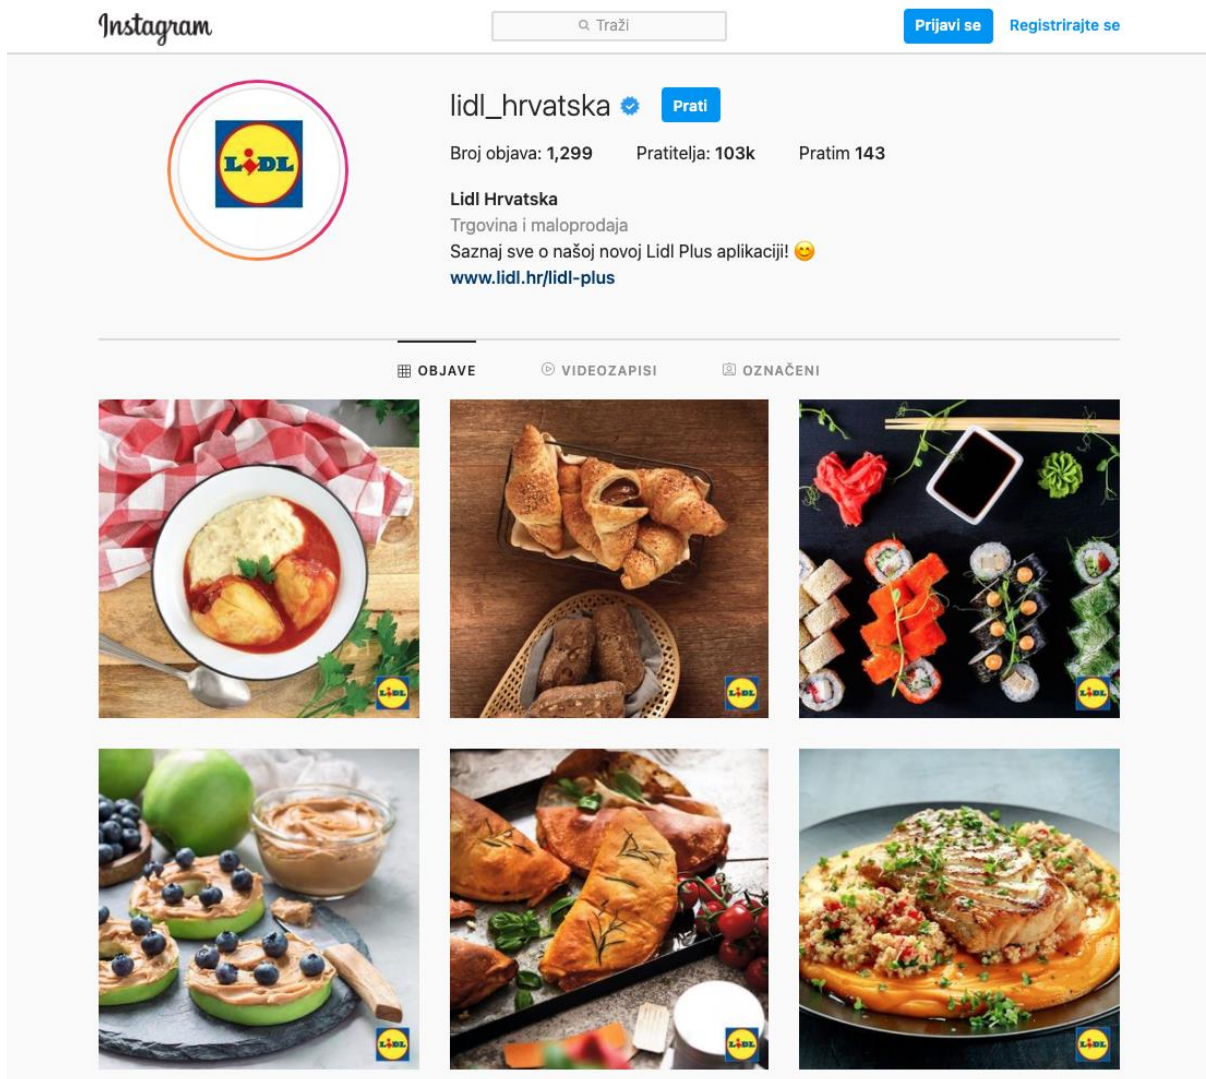 Instagram
Traži
Prijavi se
Registrirajte se
LIDL
lidl_hrvatska
Prati
Broj objava: 1,299 Pratitelja: 103k Pratim 143
Lidl Hrvatska
Trgovina i maloprodaja
Saznaj sve o našoj novoj Lidl Plus aplikaciji! 😊
www.lidl.hr/lidl-plus
OBJAVE
VIDEOZAPISI
OZNAČENI
LIDL
LIDL
LIDL
LIDL
LIDL
LIDL